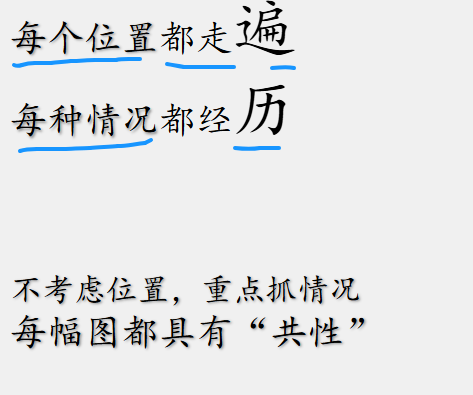 每个位置都走遍
每种情况都经历
不考虑位置，重点抓情况
每幅图都具有“共性”